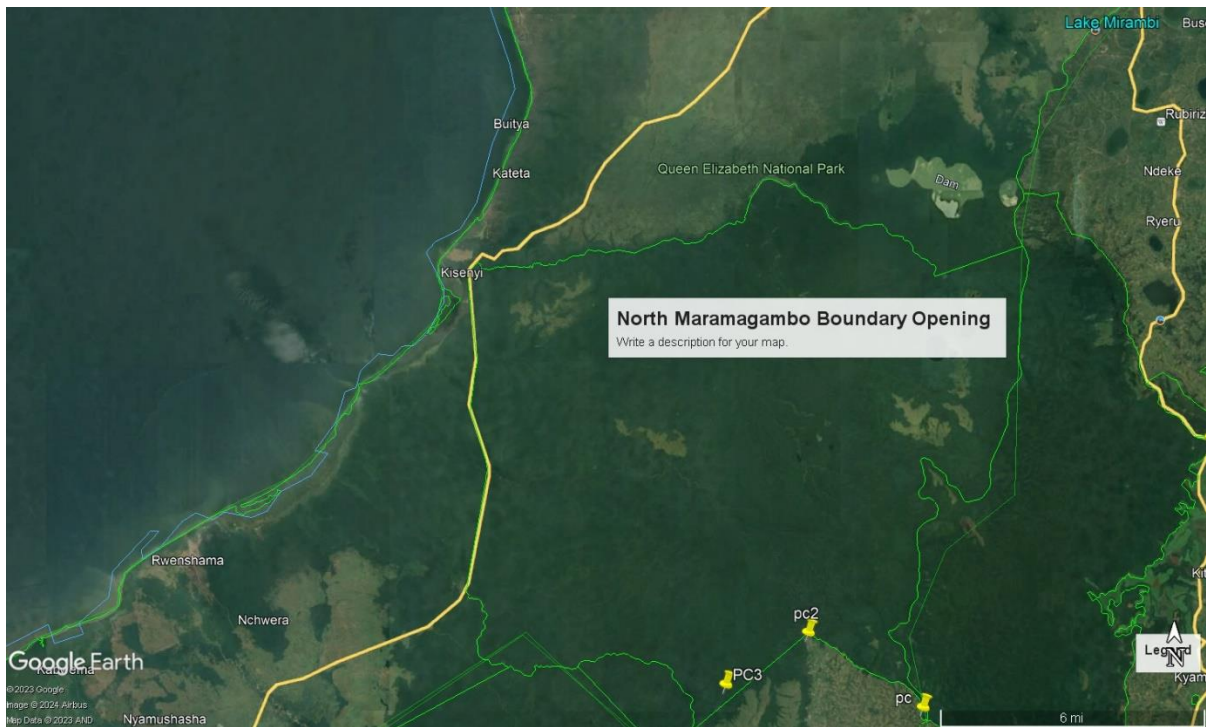 Lake Mirambi
Buitya
Kateta
Queen Elizabeth National Park
Dam
Ndeke
Ryeru
Kisenyi
North Maramagambo Boundary Opening
Write a description for your map.
Rwenshama
Nchwera
pc2
PC3
pc
N
Google Earth
©2023 Google
Image © 2024 Airbus
Map Data © 2023 AND
Nyamushasha
6 mi